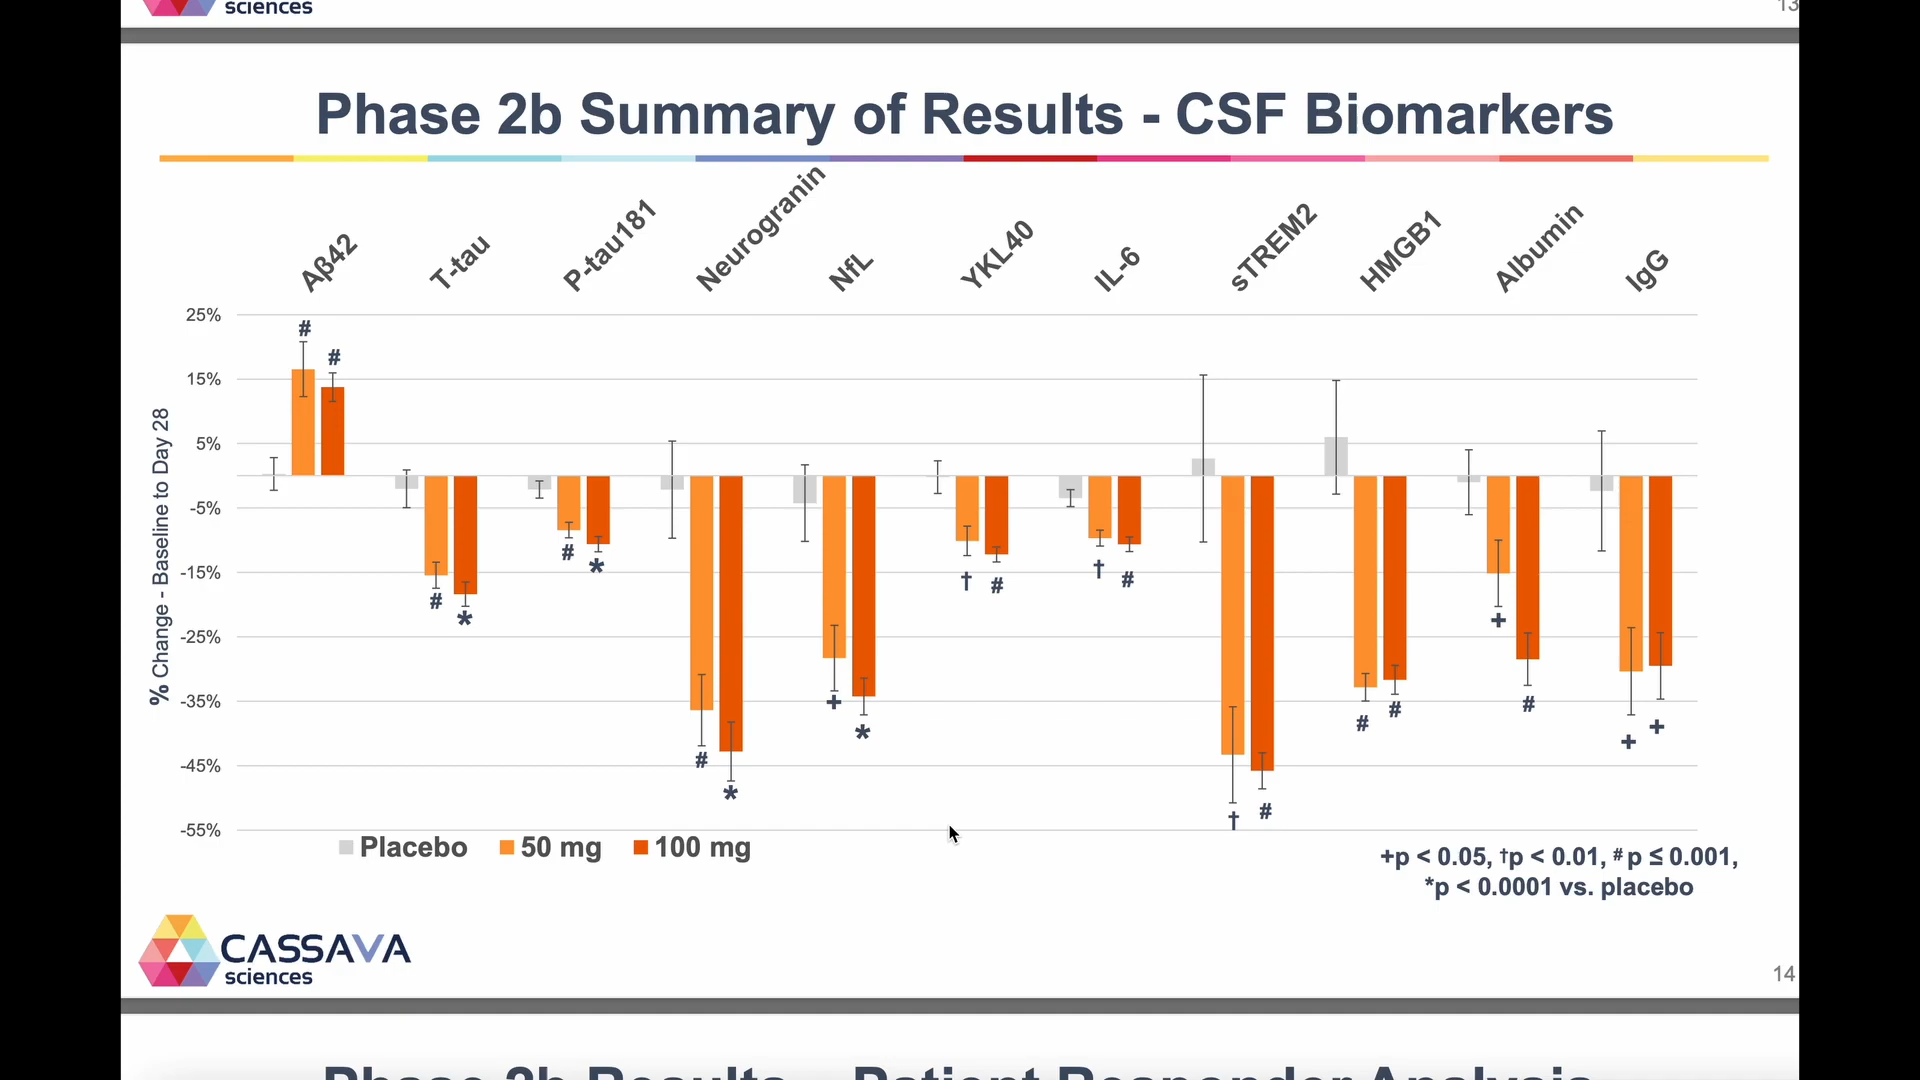 sciences
13
Phase 2b Summary of Results - CSF Biomarkers
Aβ42
T-tau
P-tau181
Neurogranin
NfL
YKL40
IL-6
sTREM2
HMGB1
Albumin
IgG
% Change - Baseline to Day 28
25%
15%
5%
-5%
-15%
-25%
-35%
-45%
-55%
# # # * # * # * + * † # † # † # # # + # + +
Placebo 50 mg 100 mg
+p < 0.05, †p < 0.01, #p ≤ 0.001,
*p < 0.0001 vs. placebo
CASSAVA
sciences
14
Phase 2b Results - Patient Responder Analysis